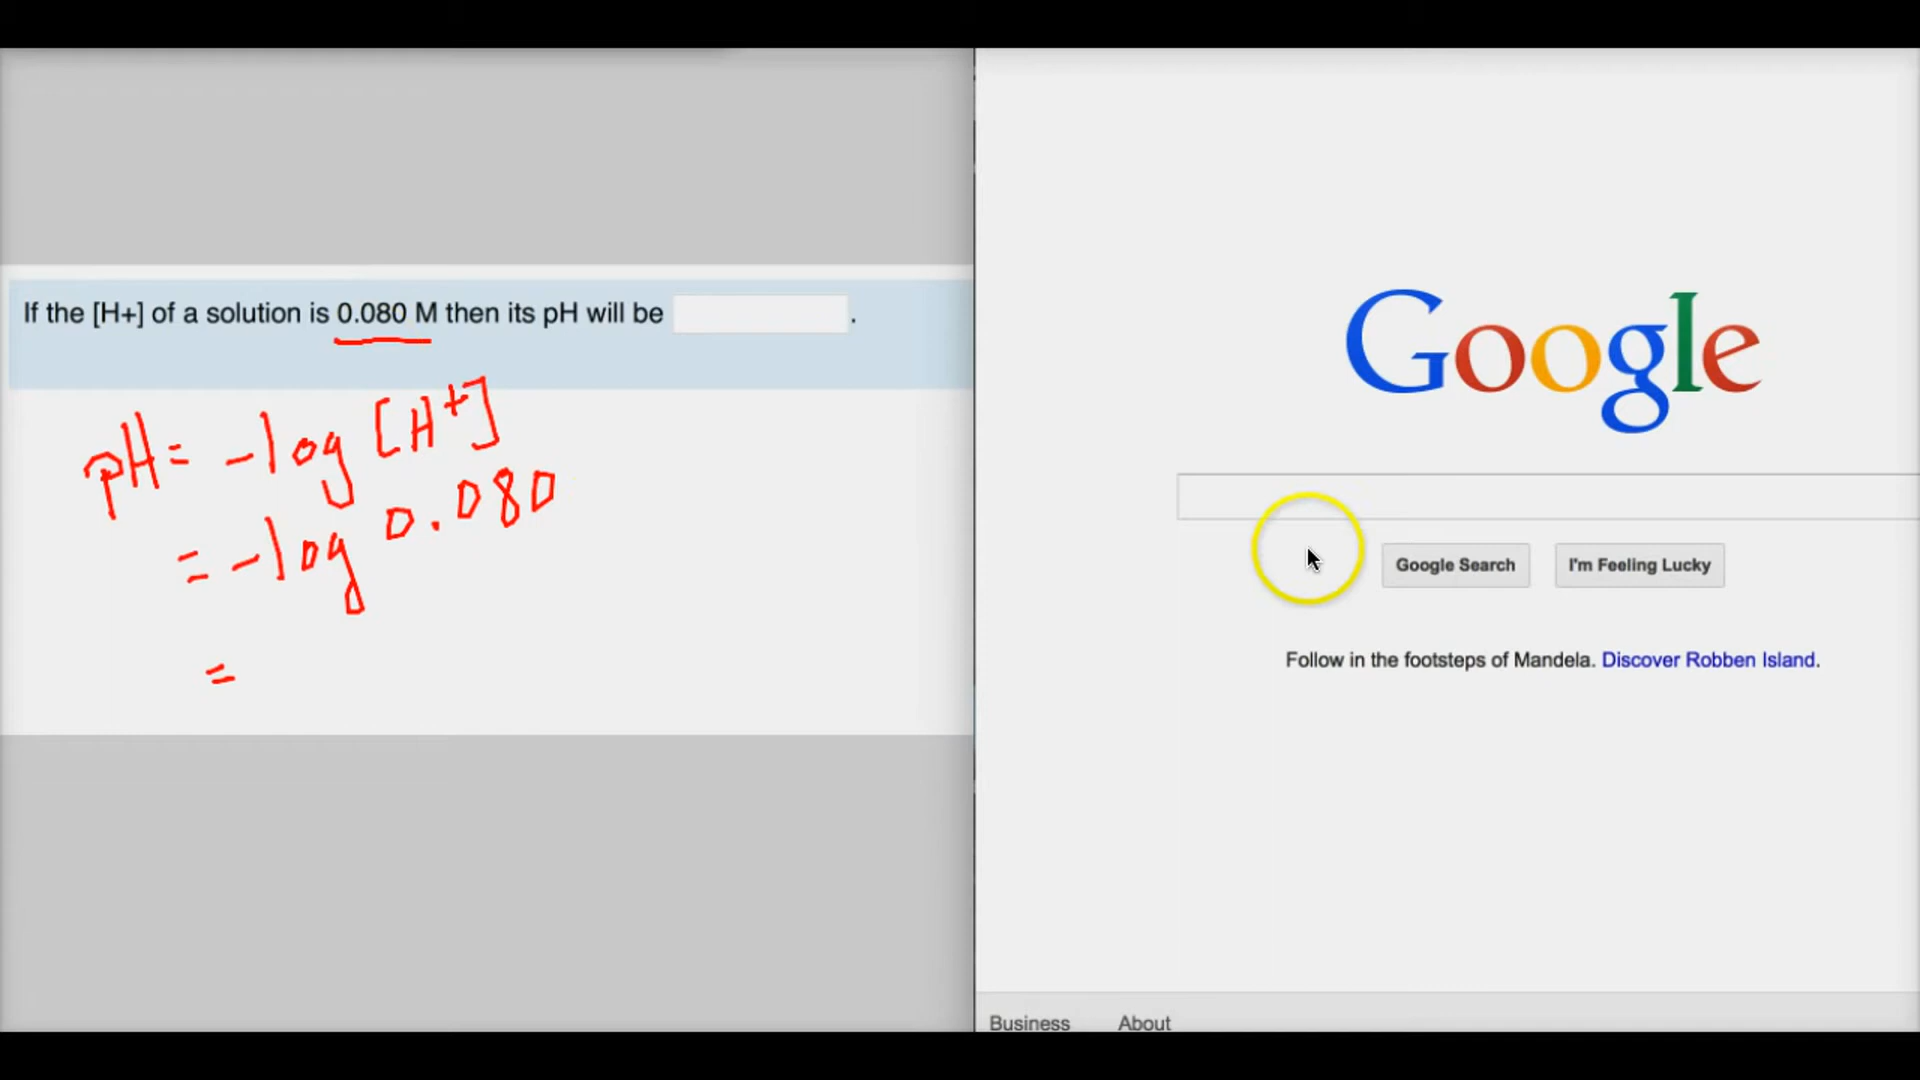 If the [H+] of a solution is 0.080 M then its pH will be .
pH = -log [H+]
= -log 0.080
=
Google
Google Search
I'm Feeling Lucky
Follow in the footsteps of Mandela. Discover Robben Island.
Business About